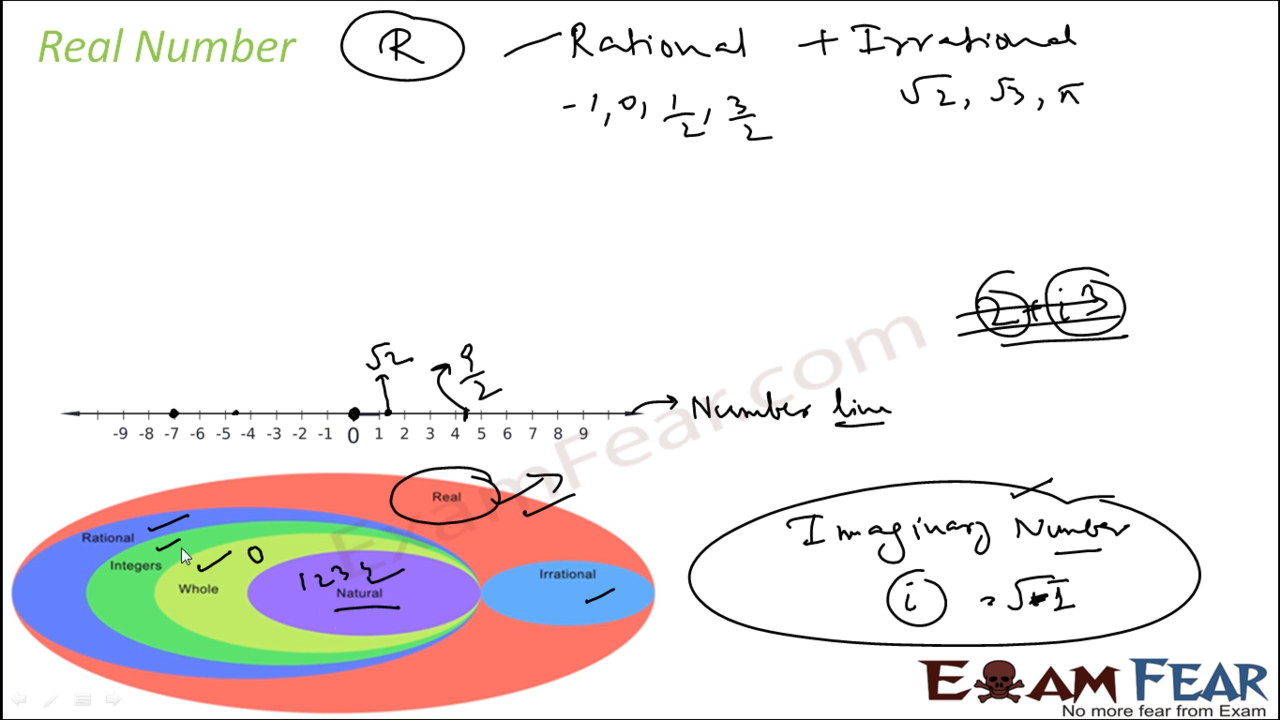 Real Number R – Rational + Irrational
-1, 0, 1/2, 3/2
√2, √3, π
2 + i3
√2
9/2
Number line
-9 -8 -7 -6 -5 -4 -3 -2 -1 0 1 2 3 4 5 6 7 8 9
ExamFear.com
Real
Rational
Integers
Whole
0
1 2 3
Natural
Irrational
Imaginary Number
i = √-1
EXAM FEAR
No more fear from Exam